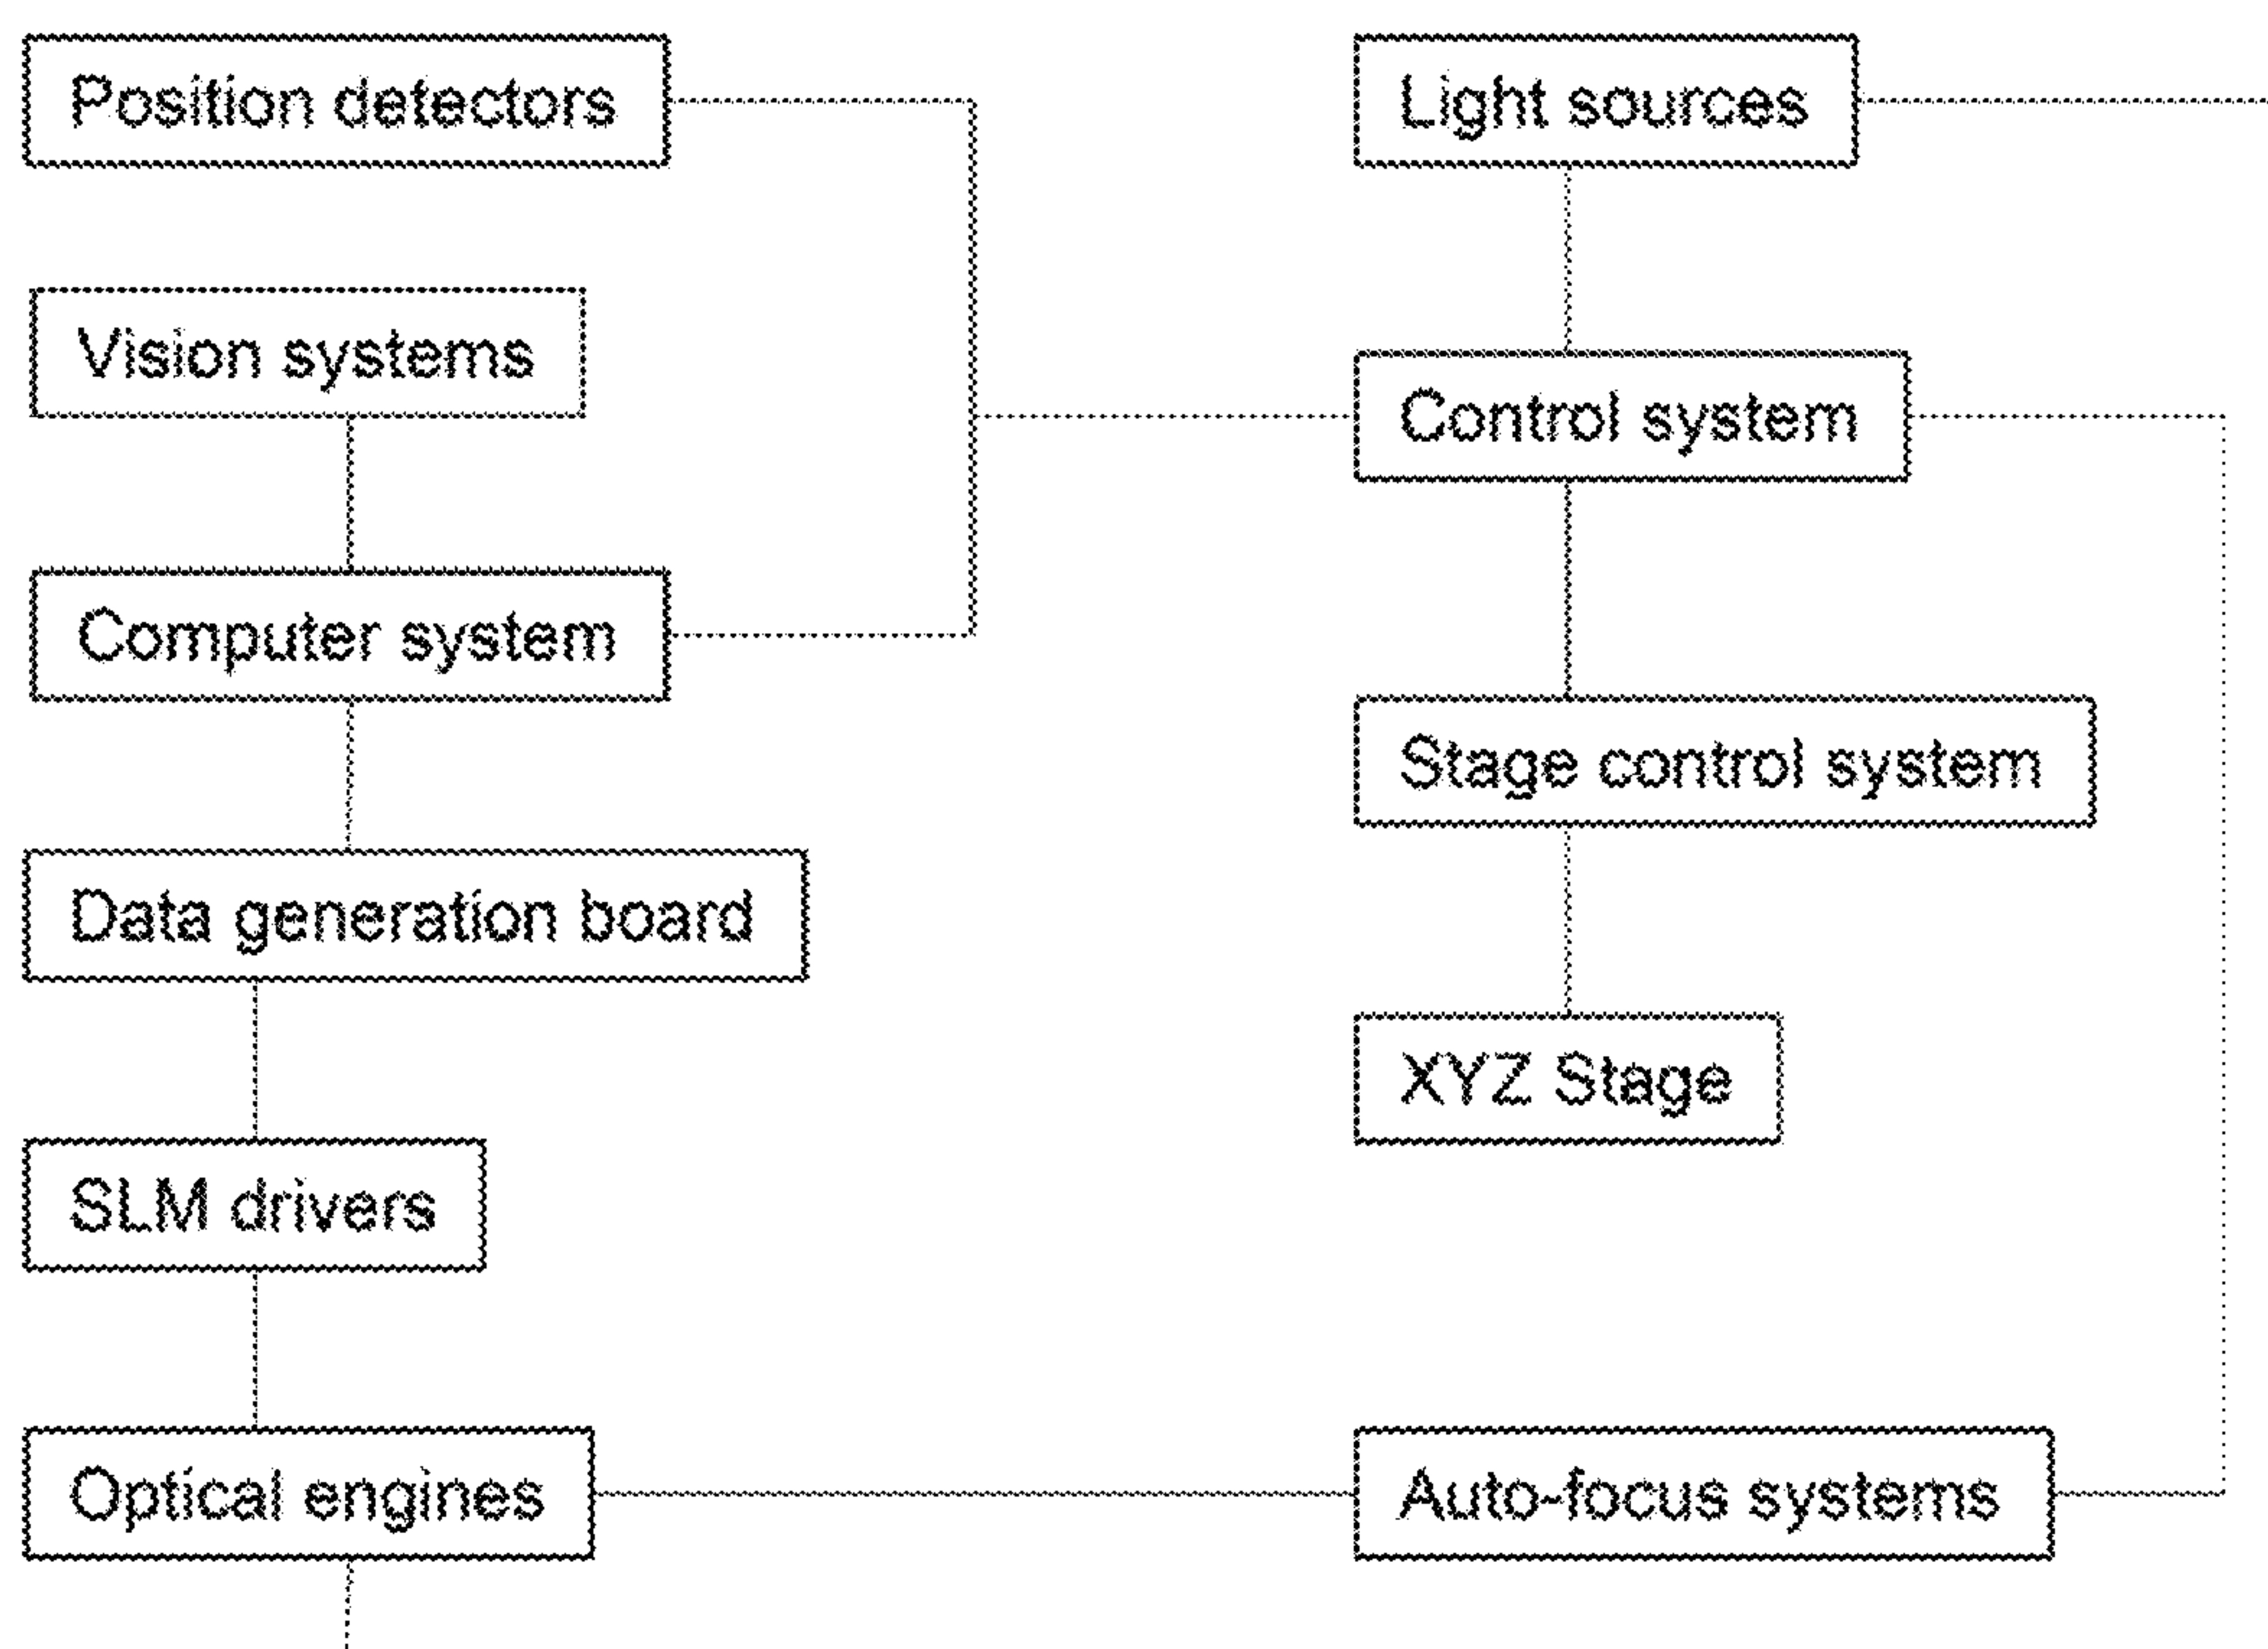 Position detectors
Light sources
Vision systems
Control system
Computer system
Stage control system
Data generation board
XYZ Stage
SLM drivers
Optical engines
Auto-focus systems